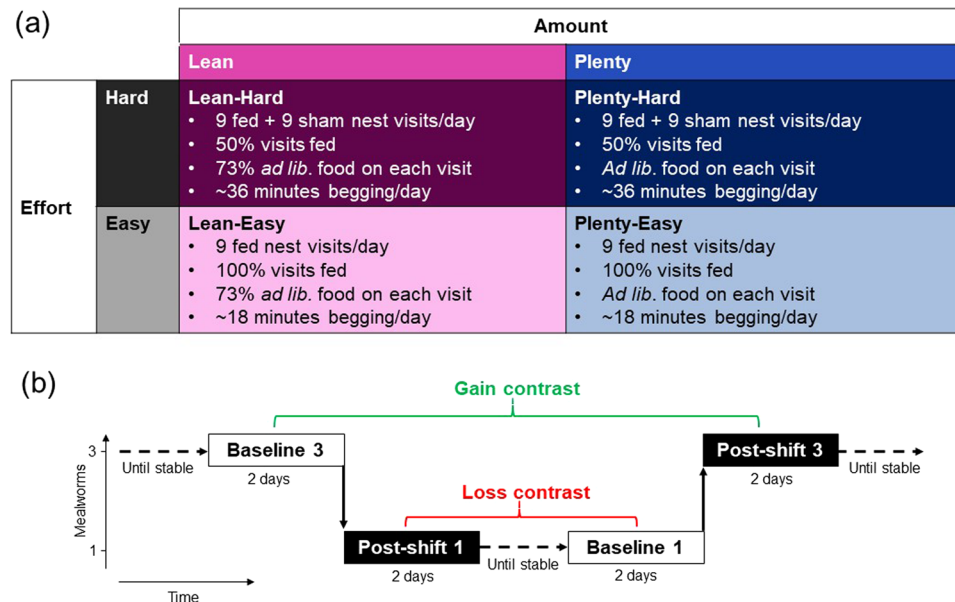 (a)
Amount
Lean
Plenty
Effort
Hard
Lean-Hard
• 9 fed + 9 sham nest visits/day
• 50% visits fed
• 73% ad lib. food on each visit
• ~36 minutes begging/day
Plenty-Hard
• 9 fed + 9 sham nest visits/day
• 50% visits fed
• Ad lib. food on each visit
• ~36 minutes begging/day
Easy
Lean-Easy
• 9 fed nest visits/day
• 100% visits fed
• 73% ad lib. food on each visit
• ~18 minutes begging/day
Plenty-Easy
• 9 fed nest visits/day
• 100% visits fed
• Ad lib. food on each visit
• ~18 minutes begging/day
(b)
Gain contrast
Mealworms
3
Until stable
Baseline 3
2 days
Post-shift 3
2 days
Until stable
Loss contrast
1
Post-shift 1
2 days
Until stable
Baseline 1
2 days
Time